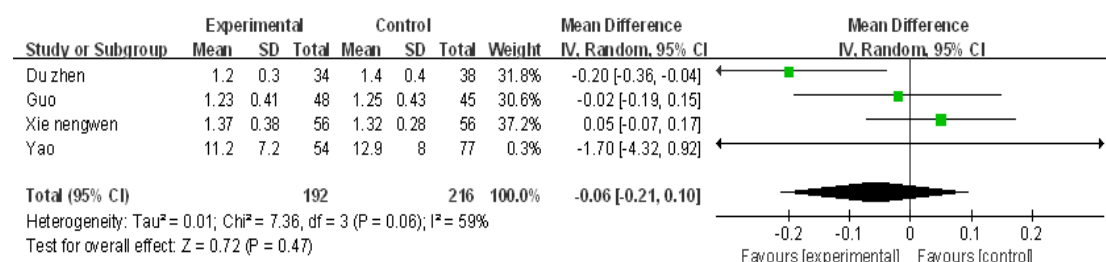 Experimental Control Mean Difference Mean Difference
Study or Subgroup Mean SD Total Mean SD Total Weight IV, Random, 95% CI IV, Random, 95% CI
Du zhen 1.2 0.3 34 1.4 0.4 38 31.8% -0.20 [-0.36, -0.04]
Guo 1.23 0.41 48 1.25 0.43 45 30.6% -0.02 [-0.19, 0.15]
Xie nengwen 1.37 0.38 56 1.32 0.28 56 37.2% 0.05 [-0.07, 0.17]
Yao 11.2 7.2 54 12.9 8 77 0.3% -1.70 [-4.32, 0.92]
Total (95% CI) 192 216 100.0% -0.06 [-0.21, 0.10]
Heterogeneity: Tau² = 0.01; Chi² = 7.36, df = 3 (P = 0.06); I² = 59%
Test for overall effect: Z = 0.72 (P = 0.47)
-0.2 -0.1 0 0.1 0.2
Favours [experimental] Favours [control]